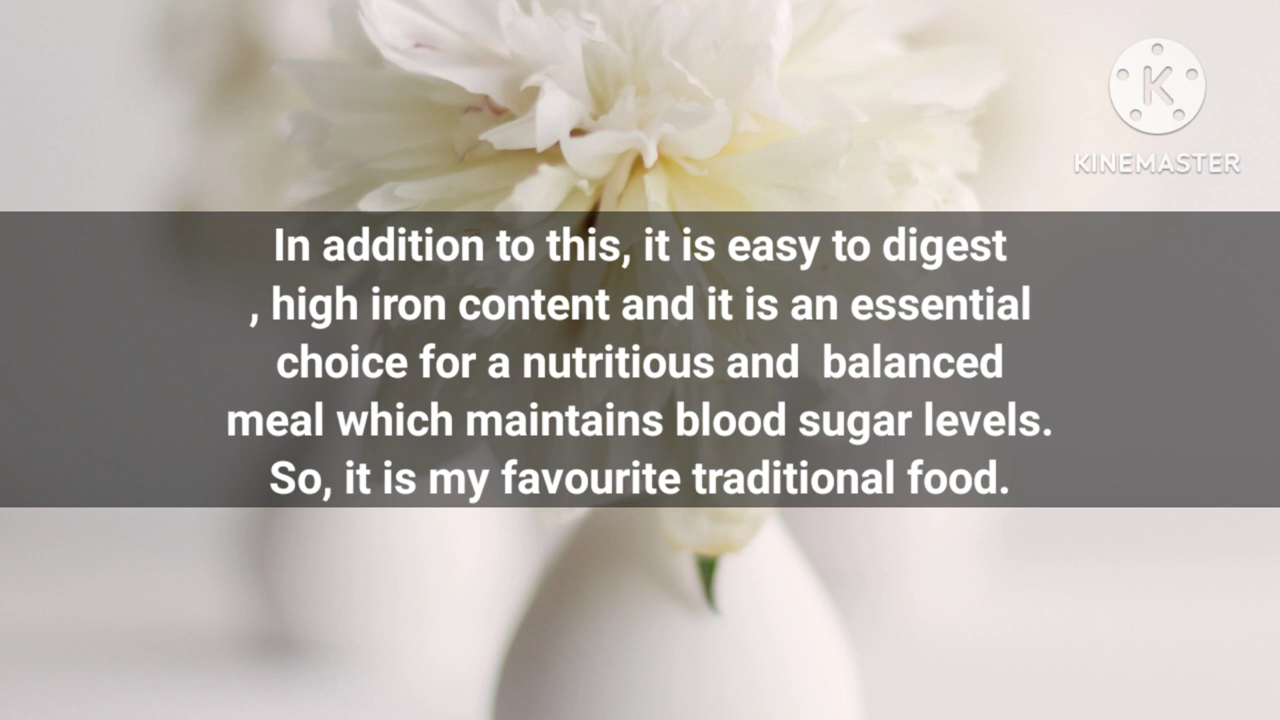 K
KINEMASTER
In addition to this, it is easy to digest
, high iron content and it is an essential
choice for a nutritious and  balanced
meal which maintains blood sugar levels.
So, it is my favourite traditional food.